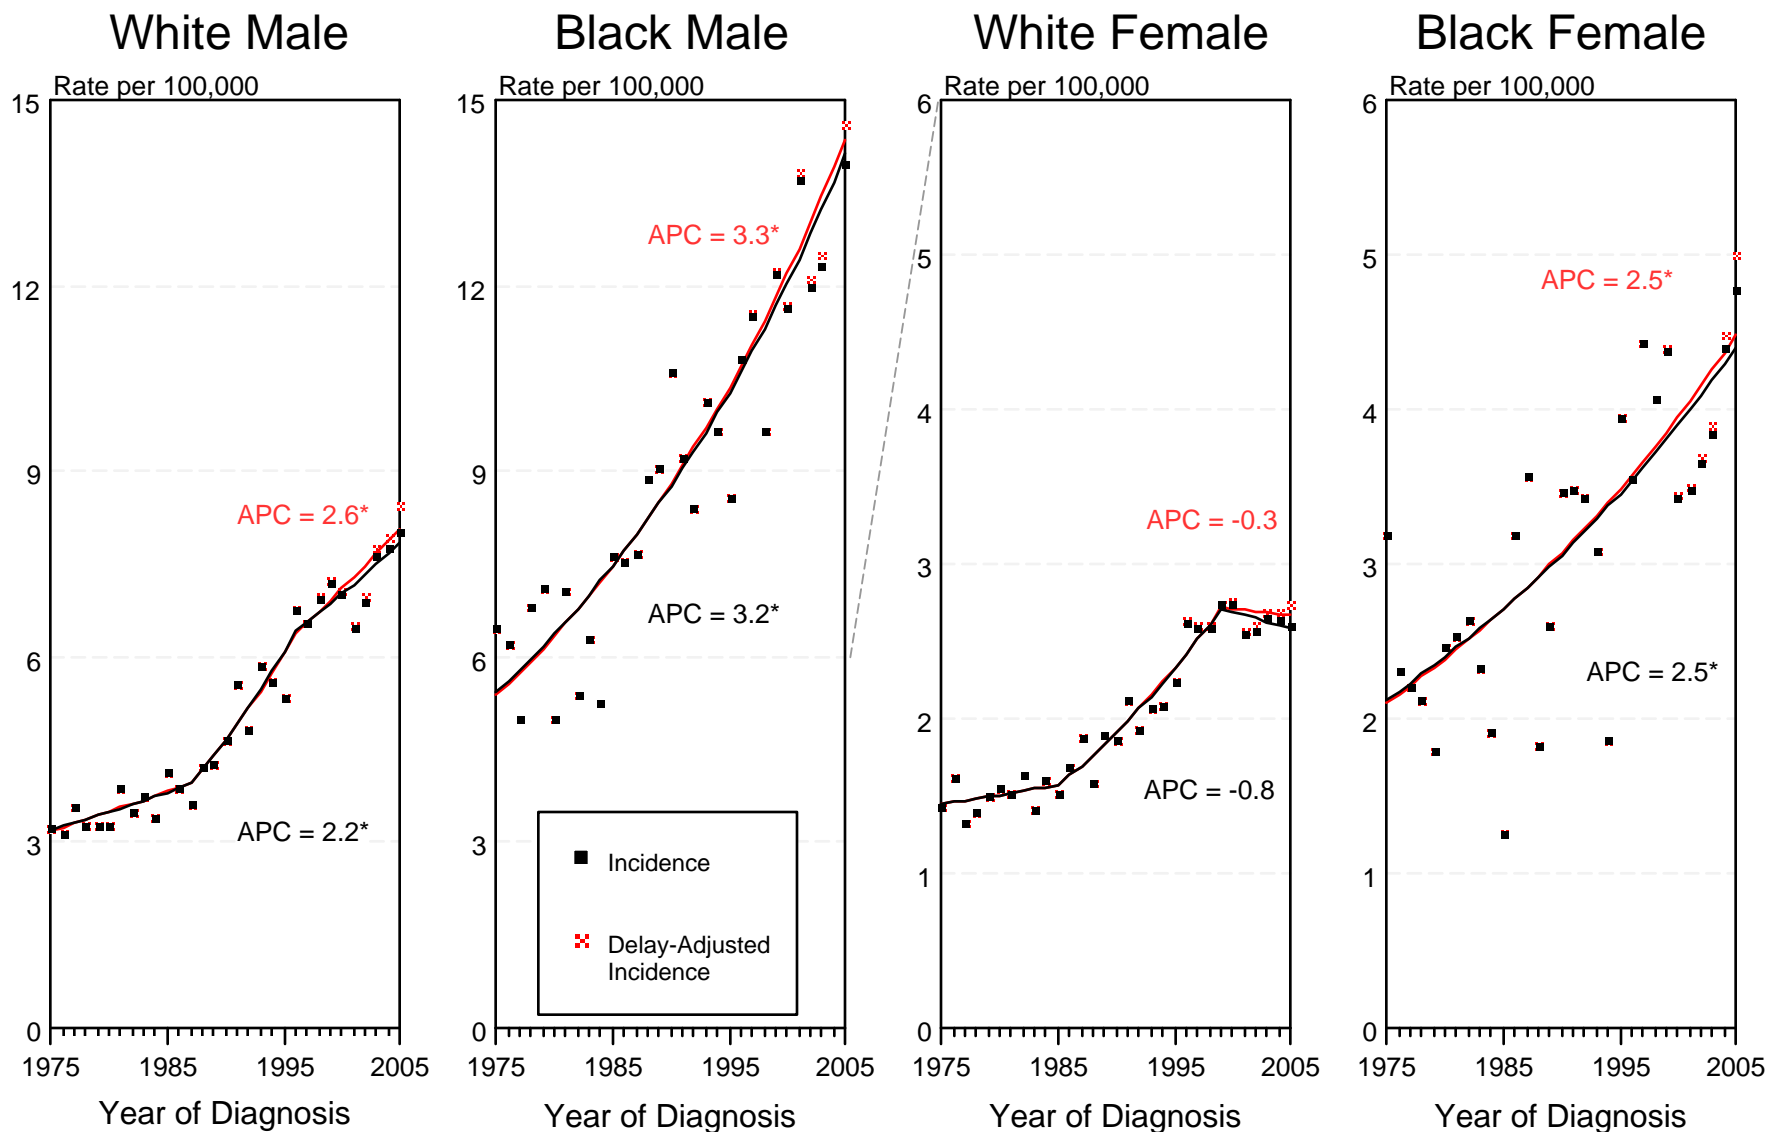 White Male
Rate per 100,000
15
12
9
6
3
0
APC = 2.6*
APC = 2.2*
1975 1985 1995 2005
Year of Diagnosis
Black Male
Rate per 100,000
15
12
9
6
3
0
APC = 3.3*
APC = 3.2*
Incidence
Delay-Adjusted
Incidence
1975 1985 1995 2005
Year of Diagnosis
White Female
Rate per 100,000
6
5
4
3
2
1
0
APC = -0.3
APC = -0.8
1975 1985 1995 2005
Year of Diagnosis
Black Female
Rate per 100,000
6
5
4
3
2
1
0
APC = 2.5*
APC = 2.5*
1975 1985 1995 2005
Year of Diagnosis